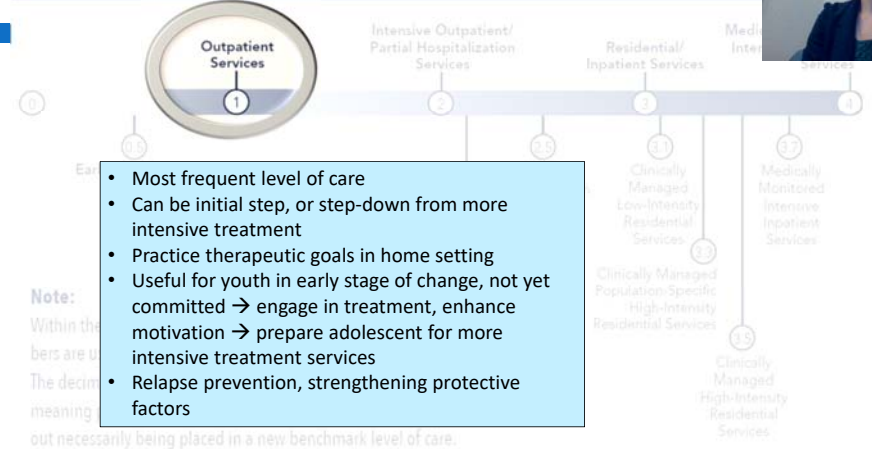 Outpatient
Services
1
Intensive Outpatient/
Partial Hospitalization
Services
2
Residential/
Inpatient Services
3
Medi
Inter
Services
4
0
0.5
Ear
2.5
3.1
Clinically
Managed
Low-Intensity
Residential
Services
3.3
Clinically Managed
Population-Specific
High-Intensity
Residential Services
3.5
Clinically
Managed
High-Intensity
Residential
Services
3.7
Medically
Monitored
Intensive
Inpatient
Services
• Most frequent level of care
• Can be initial step, or step-down from more
intensive treatment
• Practice therapeutic goals in home setting
• Useful for youth in early stage of change, not yet
committed → engage in treatment, enhance
motivation → prepare adolescent for more
intensive treatment services
• Relapse prevention, strengthening protective
factors
Note:
Within the
bers are u
The decim
meaning
out necessarily being placed in a new benchmark level of care.